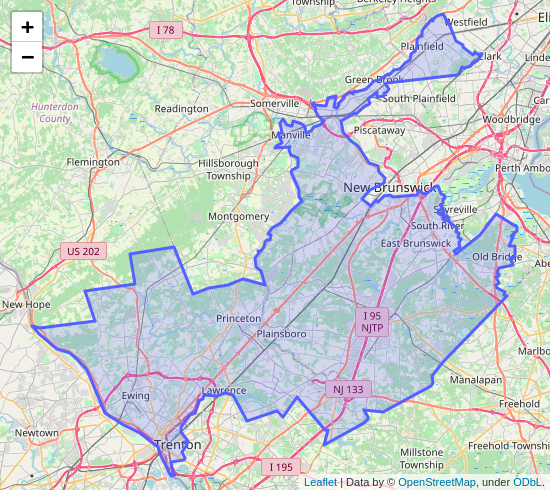 Berkeley Heights
Township
Westfield
Eli
+
−
I 78
Plainfield
Clark
Linde
Green Brook
Hunterdon
County
Readington
Somerville
South Plainfield
Car
Woodbridge
Manville
Piscataway
Flemington
Hillsborough
Township
Perth Ambo
New Brunswick
Sayreville
Montgomery
South River
East Brunswick
US 202
Old Bridge
Abe
New Hope
I 95
NJTP
Princeton
Plainsboro
Marlbo
Ewing
Lawrence
NJ 133
Manalapan
Freehold
Newtown
Trenton
Millstone
Township
Freehold Township
I 195
Leaflet | Data by © OpenStreetMap, under ODbL.